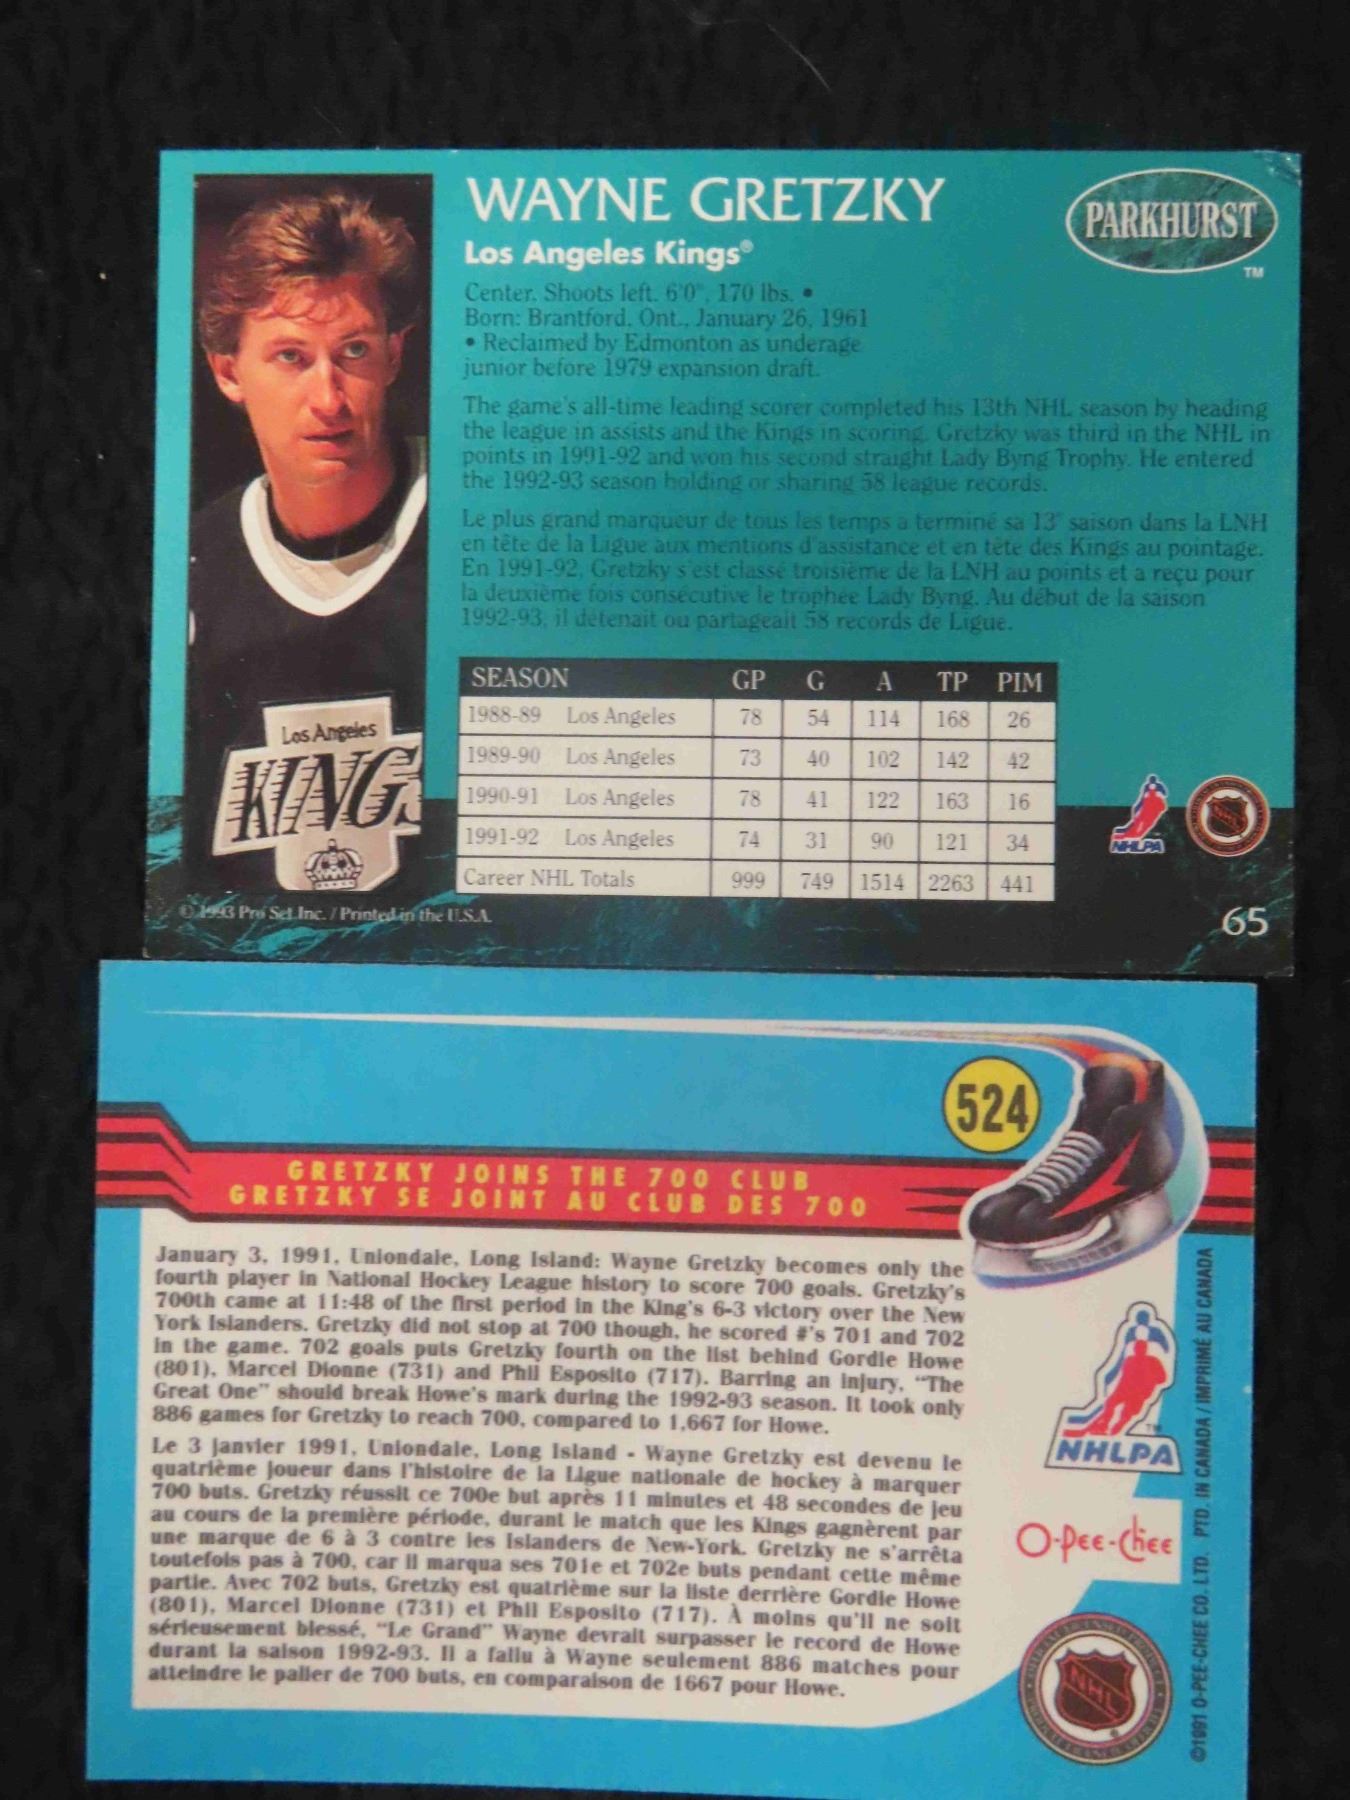 WAYNE GRETZKY
Los Angeles Kings®
PARKHURST
TM
Center. Shoots left. 6'0", 170 lbs. •
Born: Brantford, Ont., January 26, 1961
• Reclaimed by Edmonton as underage
junior before 1979 expansion draft.
The game's all-time leading scorer completed his 13th NHL season by heading
the league in assists and the Kings in scoring. Gretzky was third in the NHL in
points in 1991-92 and won his second straight Lady Byng Trophy. He entered
the 1992-93 season holding or sharing 58 league records.
Le plus grand marqueur de tous les temps a terminé sa 13e saison dans la LNH
en tête de la Ligue aux mentions d'assistance et en tête des Kings au pointage.
En 1991-92, Gretzky s'est classé troisième de la LNH au points et a reçu pour
la deuxième fois consécutive le trophée Lady Byng. Au début de la saison
1992-93, il détenait ou partageait 58 records de Ligue.
SEASON GP G A TP PIM
1988-89 Los Angeles 78 54 114 168 26
1989-90 Los Angeles 73 40 102 142 42
1990-91 Los Angeles 78 41 122 163 16
1991-92 Los Angeles 74 31 90 121 34
Career NHL Totals 999 749 1514 2263 441
Los Angeles
KINGS
NHLPA
NHL
© 1993 Pro Set Inc. / Printed in the U.S.A.
65
524
GRETZKY JOINS THE 700 CLUB
GRETZKY SE JOINT AU CLUB DES 700
January 3, 1991, Uniondale, Long Island: Wayne Gretzky becomes only the
fourth player in National Hockey League history to score 700 goals. Gretzky's
700th came at 11:48 of the first period in the King's 6-3 victory over the New
York Islanders. Gretzky did not stop at 700 though, he scored #'s 701 and 702
in the game. 702 goals puts Gretzky fourth on the list behind Gordie Howe
(801), Marcel Dionne (731) and Phil Esposito (717). Barring an injury, "The
Great One" should break Howe's mark during the 1992-93 season. It took only
886 games for Gretzky to reach 700, compared to 1,667 for Howe.
Le 3 janvier 1991, Uniondale, Long Island - Wayne Gretzky est devenu le
quatrième joueur dans l'histoire de la Ligue nationale de hockey à marquer
700 buts. Gretzky réussit ce 700e but après 11 minutes et 48 secondes de jeu
au cours de la première période, durant le match que les Kings gagnèrent par
une marque de 6 à 3 contre les Islanders de New-York. Gretzky ne s'arrêta
toutefois pas à 700, car il marqua ses 701e et 702e buts pendant cette même
partie. Avec 702 buts, Gretzky est quatrième sur la liste derrière Gordie Howe
(801), Marcel Dionne (731) et Phil Esposito (717). À moins qu'il ne soit
sérieusement blessé, "Le Grand" Wayne devrait surpasser le record de Howe
durant la saison 1992-93. Il a fallu à Wayne seulement 886 matches pour
atteindre le palier de 700 buts, en comparaison de 1667 pour Howe.
TM
NHLPA
O-Pee-Chee
NHL
©1991 O-PEE-CHEE CO. LTD. PTD. IN CANADA / IMPRIMÉ AU CANADA